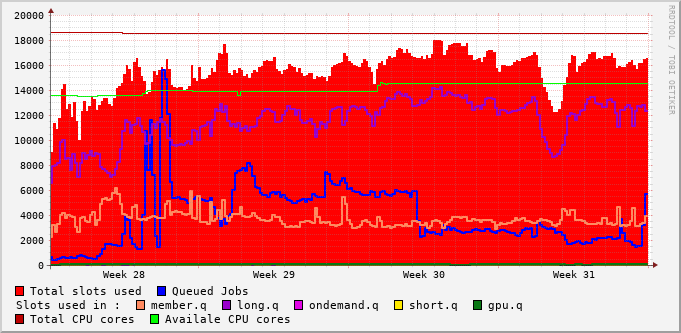 20000
18000
16000
14000
12000
10000
8000
6000
4000
2000
0
Week 28 Week 29 Week 30 Week 31
RRDTOOL / TOBI OETIKER
Total slots used Queued Jobs
Slots used in : member.q long.q ondemand.q short.q gpu.q
Total CPU cores Availale CPU cores